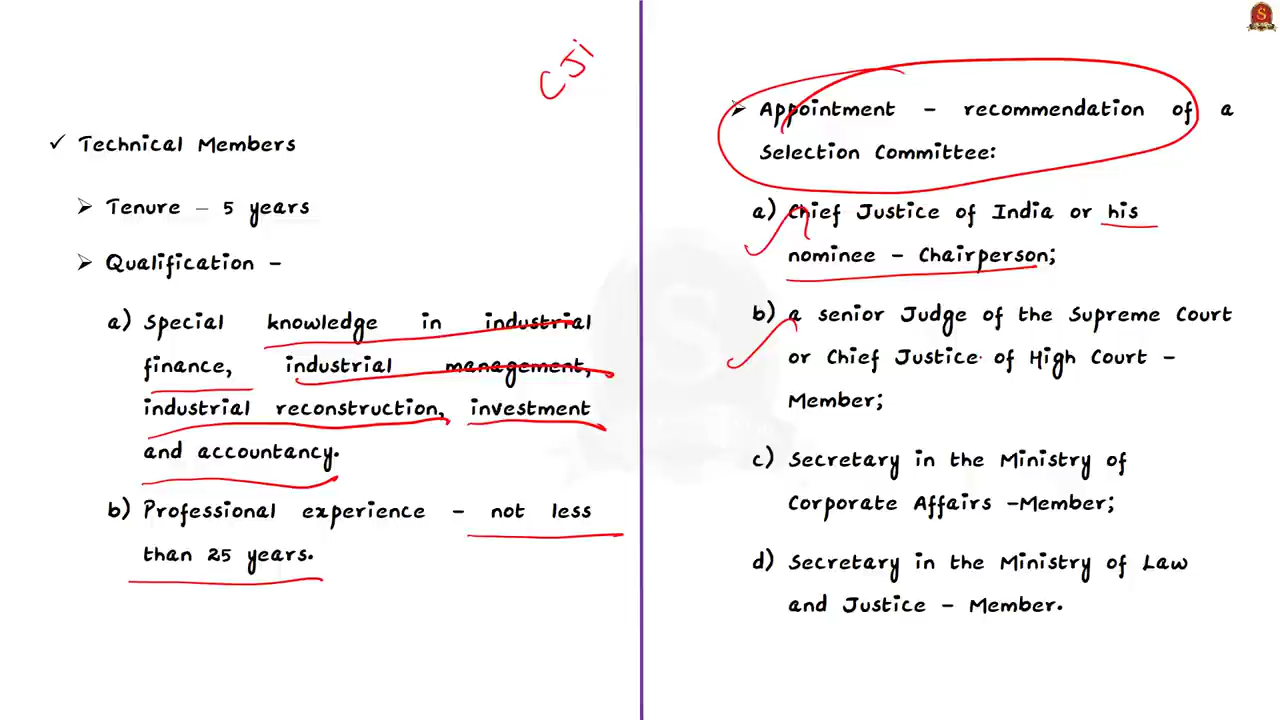 CJI
✓ Technical Members
➢ Tenure – 5 years
➢ Qualification –
a) Special knowledge in industrial
finance, industrial management,
industrial reconstruction, investment
and accountancy.
b) Professional experience – not less
than 25 years.
➢ Appointment – recommendation of a
Selection Committee:
a) Chief Justice of India or his
nominee – Chairperson;
b) a senior Judge of the Supreme Court
or Chief Justice of High Court –
Member;
c) Secretary in the Ministry of
Corporate Affairs –Member;
d) Secretary in the Ministry of Law
and Justice – Member.
S
S